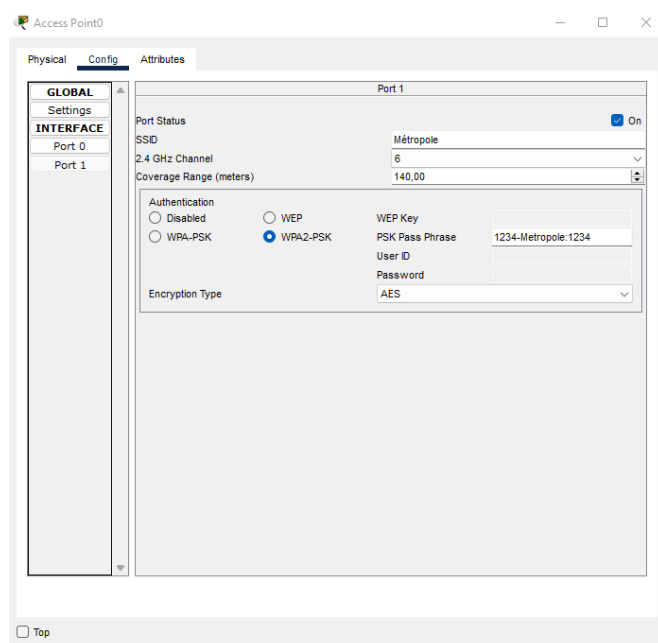 Access Point0
Physical Config Attributes
GLOBAL
Settings
INTERFACE
Port 0
Port 1
Port 1
Port Status On
SSID Métropole
2.4 GHz Channel 6
Coverage Range (meters) 140,00
Authentication
Disabled WEP WEP Key
WPA-PSK WPA2-PSK PSK Pass Phrase 1234-Metropole:1234
User ID
Password
Encryption Type AES
Top